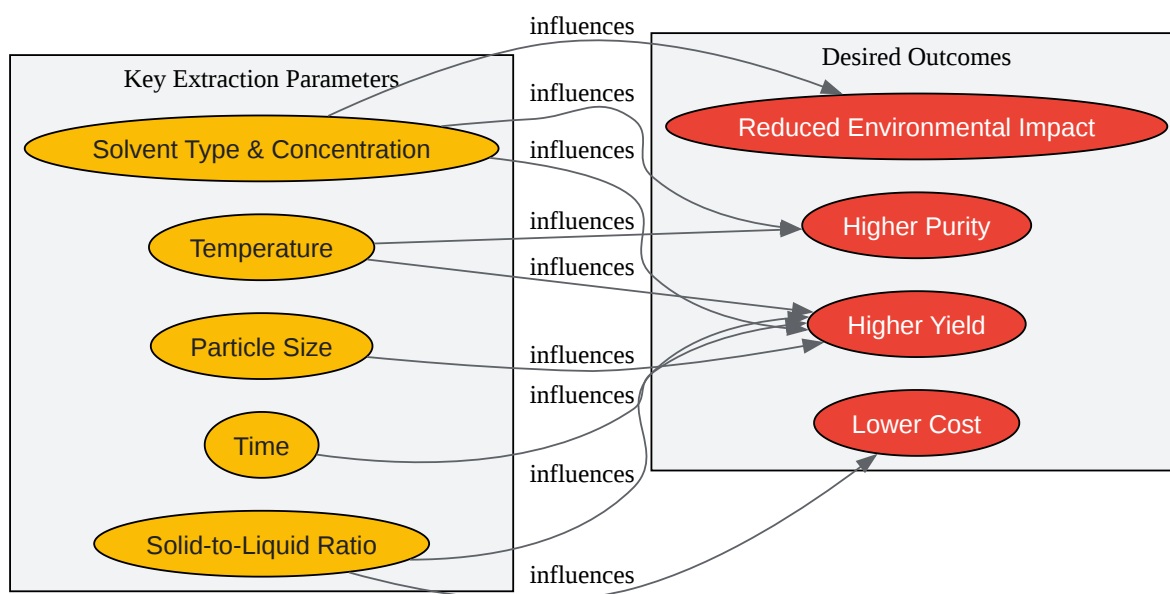 Key Extraction Parameters
Solvent Type & Concentration
Temperature
Particle Size
Time
Solid-to-Liquid Ratio
influences
influences
influences
influences
influences
influences
influences
influences
influences
Desired Outcomes
Reduced Environmental Impact
Higher Purity
Higher Yield
Lower Cost